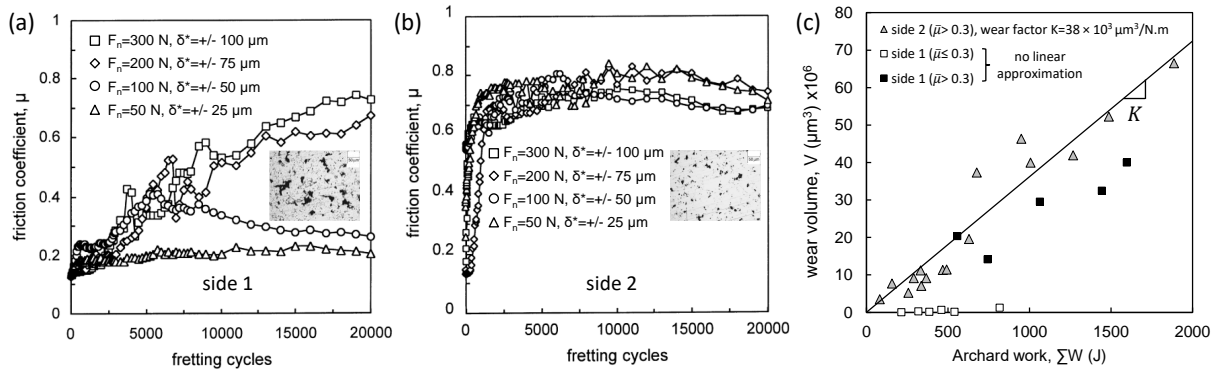 (a)
Fn=300 N, δ*=+/- 100 µm
Fn=200 N, δ*=+/- 75 µm
Fn=100 N, δ*=+/- 50 µm
Fn=50 N, δ*=+/- 25 µm
friction coefficient, µ
1
0.8
0.6
0.4
0.2
0
side 1
0 5000 10000 15000 20000
fretting cycles
(b)
friction coefficient, µ
1
0.8
0.6
0.4
0.2
0
Fn=300 N, δ*=+/- 100 µm
Fn=200 N, δ*=+/- 75 µm
Fn=100 N, δ*=+/- 50 µm
Fn=50 N, δ*=+/- 25 µm
side 2
0 5000 10000 15000 20000
fretting cycles
(c)
side 2 (µ̄> 0.3), wear factor K=38 × 10³ µm³/N.m
side 1 (µ̄≤ 0.3)
side 1 (µ̄> 0.3)
no linear
approximation
K
wear volume, V (µm³) x10⁶
80
70
60
50
40
30
20
10
0
0 500 1000 1500 2000
Archard work, ∑W (J)